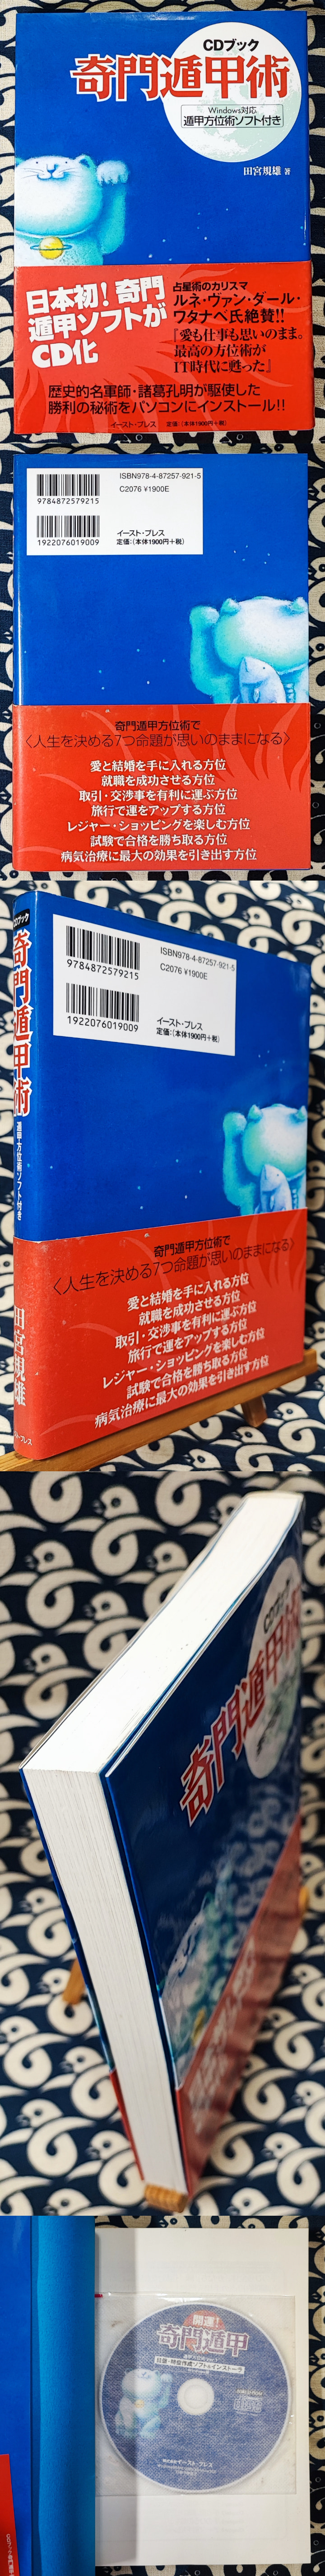 CDブック
奇門遁甲術
Windows対応
遁甲方位術ソフト付き
田宮規雄 著
日本初！奇門
遁甲ソフトが
CD化
占星術のカリスマ
ルネ・ヴァン・ダール・
ワタナベ氏絶賛!!
『愛も仕事も思いのまま。
最高の方位術が
IT時代に甦った』
歴史的名軍師・諸葛孔明が駆使した
勝利の秘術をパソコンにインストール!!
イースト・プレス 定価:(本体1900円+税)
9784872579215
1922076019009
ISBN978-4-87257-921-5
C2076 ¥1900E
イースト・プレス
定価:(本体1900円+税)
奇門遁甲方位術で
〈人生を決める7つ命題が思いのままになる〉
愛と結婚を手に入れる方位
就職を成功させる方位
取引・交渉事を有利に運ぶ方位
旅行で運をアップする方位
レジャー・ショッピングを楽しむ方位
試験で合格を勝ち取る方位
病気治療に最大の効果を引き出す方位
CDブック
奇門遁甲術
遁甲方位術ソフト付き
田宮規雄
9784872579215
1922076019009
ISBN978-4-87257-921-5
C2076 ¥1900E
イースト・プレス
定価:(本体1900円+税)
奇門遁甲方位術で
〈人生を決める7つ命題が思いのままになる〉
愛と結婚を手に入れる方位
就職を成功させる方位
取引・交渉事を有利に運ぶ方位
旅行で運をアップする方位
レジャー・ショッピングを楽しむ方位
試験で合格を勝ち取る方位
病気治療に最大の効果を引き出す方位
CDブック
奇門遁甲術
開運!
奇門遁甲